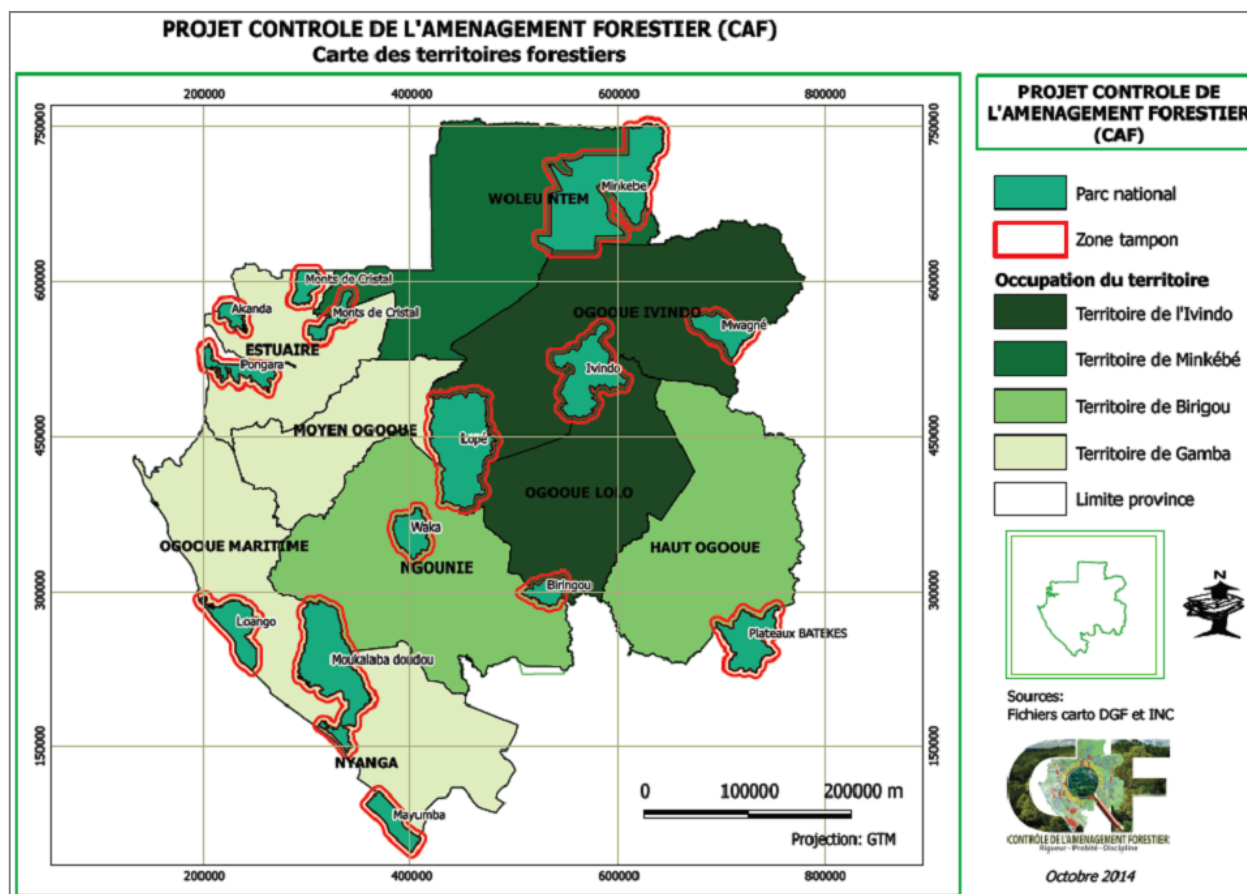 PROJET CONTROLE DE L'AMENAGEMENT FORESTIER (CAF)
Carte des territoires forestiers
200000
400000
600000
800000
750000
750000
Minkebe
WOLEU NTEM
600000
600000
Monts de Cristal
Akanda
Monts de Cristal
OGOOUE IVINDO
Mwagné
ESTUAIRE
Pongara
Ivindo
MOYEN OGOOUE
Lopé
450000
450000
OGOOUE LOLO
Waka
OGOOUE MARITIME
HAUT OGOOUE
NGOUNIE
Biringou
300000
300000
Loango
Plateaux BATEKES
Moukalaba doudou
150000
150000
NYANGA
Mayumba
0 100000 200000 m
Projection: GTM
200000
400000
600000
800000
PROJET CONTROLE DE
L'AMENAGEMENT FORESTIER
(CAF)
Parc national
Zone tampon
Occupation du territoire
Territoire de l'Ivindo
Territoire de Minkébé
Territoire de Birigou
Territoire de Gamba
Limite province
N
Sources:
Fichiers carto DGF et INC
CAF
CONTRÔLE DE L'AMENAGEMENT FORESTIER
Rigueur - Probité - Discipline
Octobre 2014